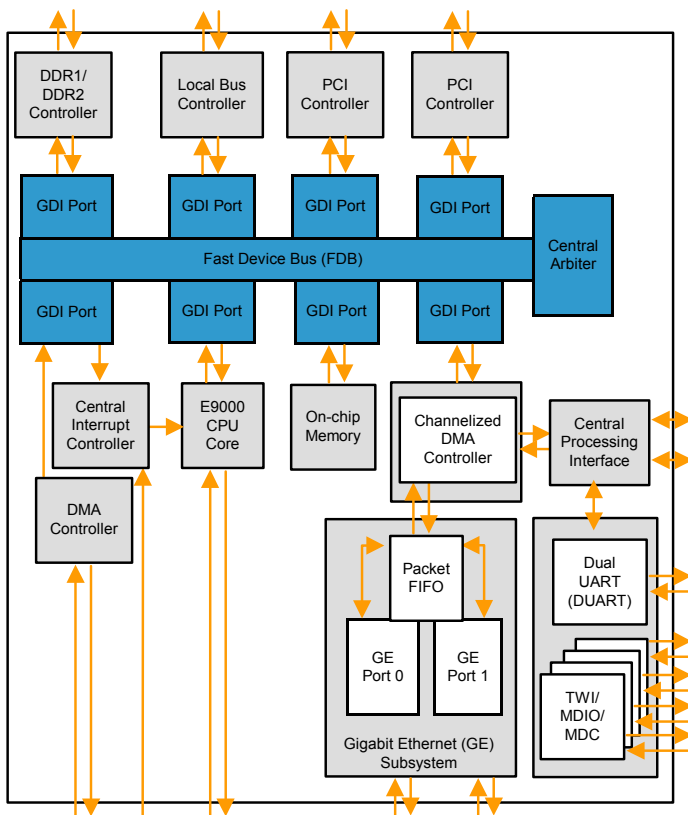 DDR1/
DDR2
Controller
Local Bus
Controller
PCI
Controller
PCI
Controller
GDI Port
GDI Port
GDI Port
GDI Port
Fast Device Bus (FDB)
Central
Arbiter
GDI Port
GDI Port
GDI Port
GDI Port
Central
Interrupt
Controller
E9000
CPU
Core
On-chip
Memory
Channelized
DMA
Controller
Central
Processing
Interface
DMA
Controller
Packet
FIFO
Dual
UART
(DUART)
GE
Port 0
GE
Port 1
TWI/
MDIO/
MDC
Gigabit Ethernet (GE)
Subsystem